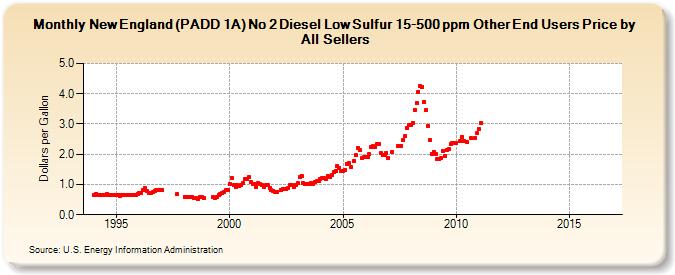 Monthly New England (PADD 1A) No 2 Diesel Low Sulfur 15-500 ppm Other End Users Price by
All Sellers
Dollars per Gallon
5.0
4.0
3.0
2.0
1.0
0.0
1995
2000
2005
2010
2015
Source: U.S. Energy Information Administration